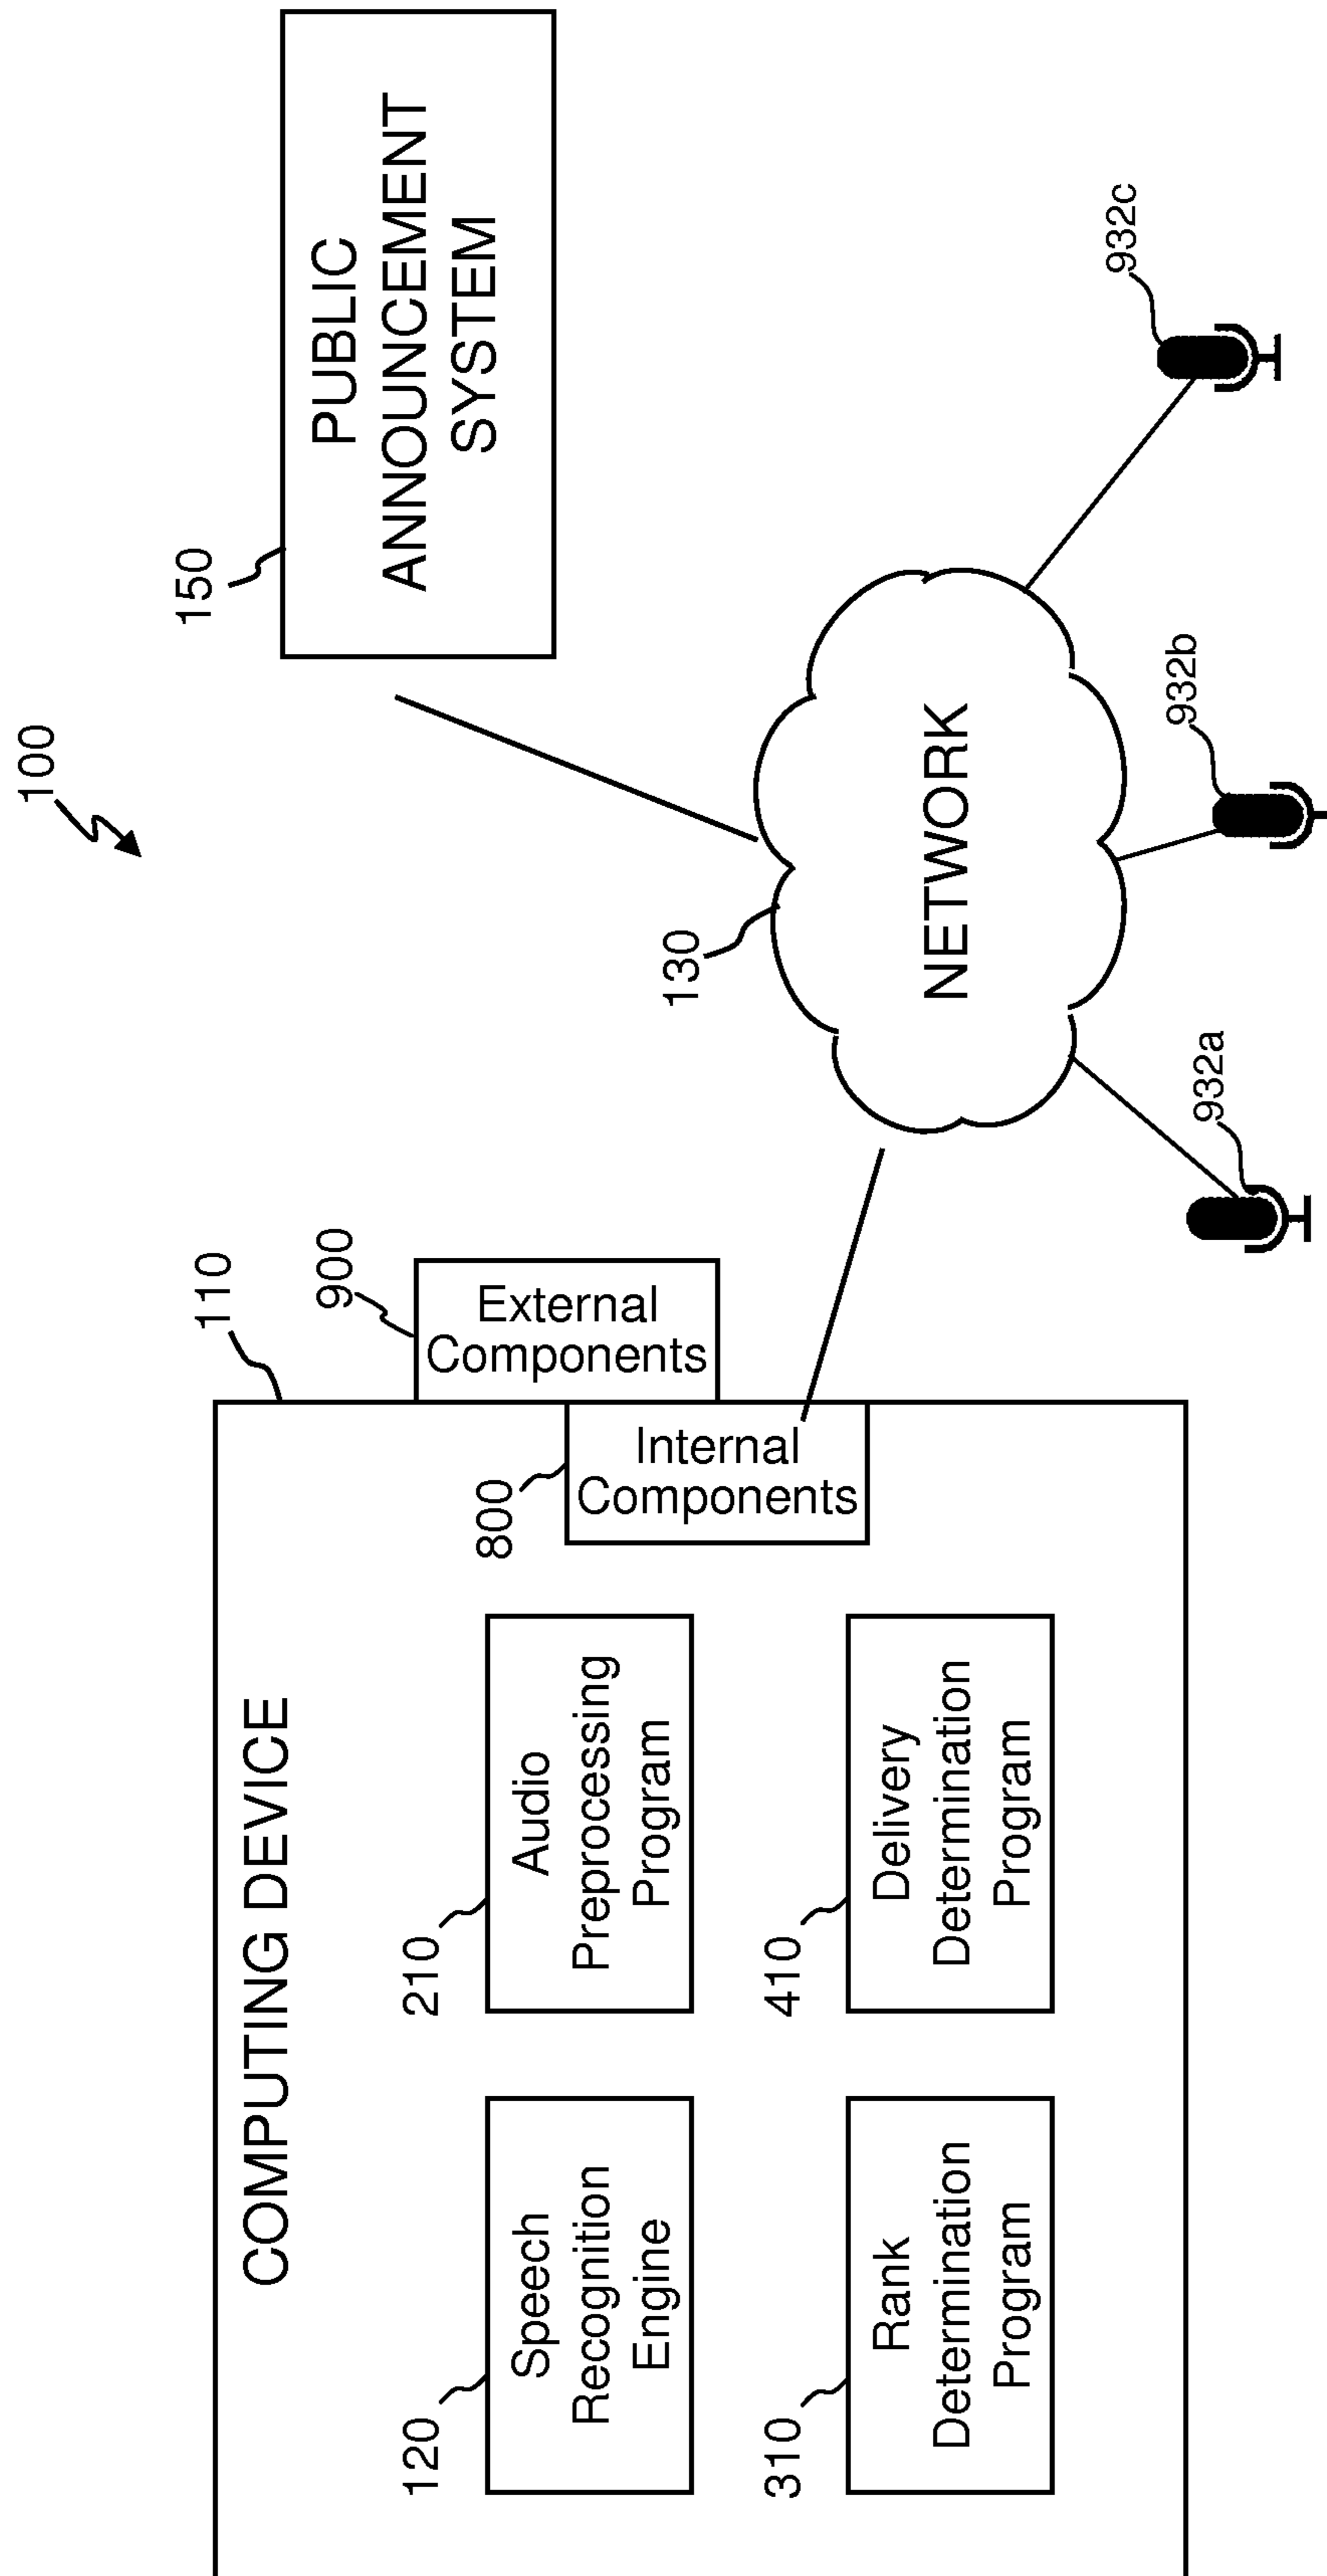 100
COMPUTING DEVICE
110
120
Speech
Recognition
Engine
210
Audio
Preprocessing
Program
310
Rank
Determination
Program
410
Delivery
Determination
Program
800
Internal
Components
900
External
Components
150
PUBLIC
ANNOUNCEMENT
SYSTEM
130
NETWORK
932a
932b
932c